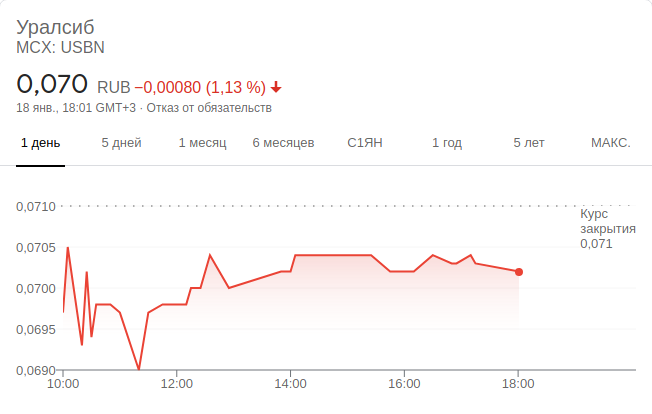 Уралсиб
MCX: USBN
0,070 RUB −0,00080 (1,13 %)
18 янв., 18:01 GMT+3 · Отказ от обязательств
1 день 5 дней 1 месяц 6 месяцев С1ЯН 1 год 5 лет МАКС.
0,0710
Курс
закрытия
0,071
0,0705
0,0700
0,0695
0,0690
10:00 12:00 14:00 16:00 18:00